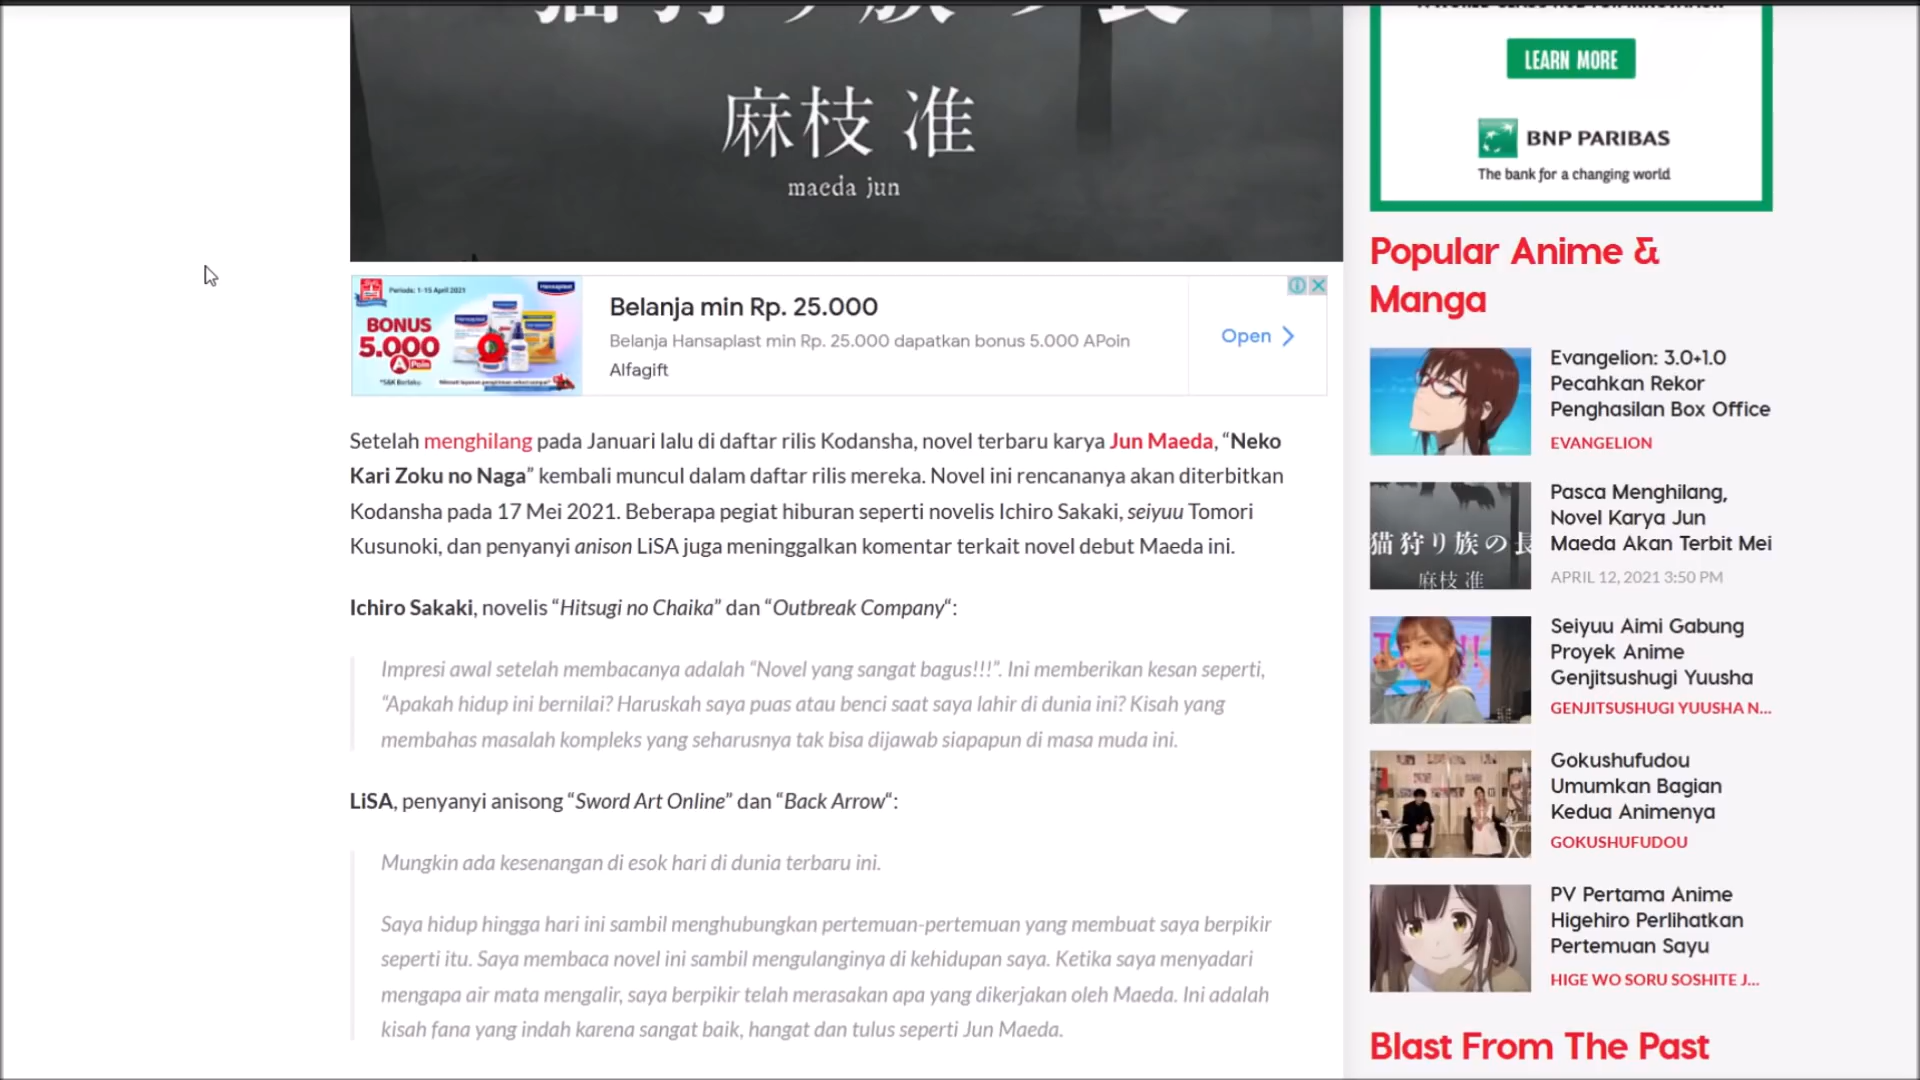 猫狩り族の長
麻枝 准
maeda jun
Periode: 1-15 April 2021
Hansaplast
BONUS
5.000
A Poin
*S&K Berlaku
Belanja min Rp. 25.000
Belanja Hansaplast min Rp. 25.000 dapatkan bonus 5.000 APoin
Alfagift
Open
Setelah menghilang pada Januari lalu di daftar rilis Kodansha, novel terbaru karya Jun Maeda, “Neko
Kari Zoku no Naga” kembali muncul dalam daftar rilis mereka. Novel ini rencananya akan diterbitkan
Kodansha pada 17 Mei 2021. Beberapa pegiat hiburan seperti novelis Ichiro Sakaki, seiyuu Tomori
Kusunoki, dan penyanyi anison LiSA juga meninggalkan komentar terkait novel debut Maeda ini.
Ichiro Sakaki, novelis “Hitsugi no Chaika” dan “Outbreak Company“:
Impresi awal setelah membacanya adalah “Novel yang sangat bagus!!!”. Ini memberikan kesan seperti,
“Apakah hidup ini bernilai? Haruskah saya puas atau benci saat saya lahir di dunia ini? Kisah yang
membahas masalah kompleks yang seharusnya tak bisa dijawab siapapun di masa muda ini.
LiSA, penyanyi anisong “Sword Art Online” dan “Back Arrow“:
Mungkin ada kesenangan di esok hari di dunia terbaru ini.
Saya hidup hingga hari ini sambil menghubungkan pertemuan-pertemuan yang membuat saya berpikir
seperti itu. Saya membaca novel ini sambil mengulanginya di kehidupan saya. Ketika saya menyadari
mengapa air mata mengalir, saya berpikir telah merasakan apa yang dikerjakan oleh Maeda. Ini adalah
kisah fana yang indah karena sangat baik, hangat dan tulus seperti Jun Maeda.
LEARN MORE
BNP PARIBAS
The bank for a changing world
Popular Anime &
Manga
Evangelion: 3.0+1.0
Pecahkan Rekor
Penghasilan Box Office
EVANGELION
猫狩り族の長
麻枝 准
Pasca Menghilang,
Novel Karya Jun
Maeda Akan Terbit Mei
APRIL 12, 2021 3:50 PM
Seiyuu Aimi Gabung
Proyek Anime
Genjitsushugi Yuusha
GENJITSUSHUGI YUUSHA N...
Gokushufudou
Umumkan Bagian
Kedua Animenya
GOKUSHUFUDOU
PV Pertama Anime
Higehiro Perlihatkan
Pertemuan Sayu
HIGE WO SORU SOSHITE J...
Blast From The Past